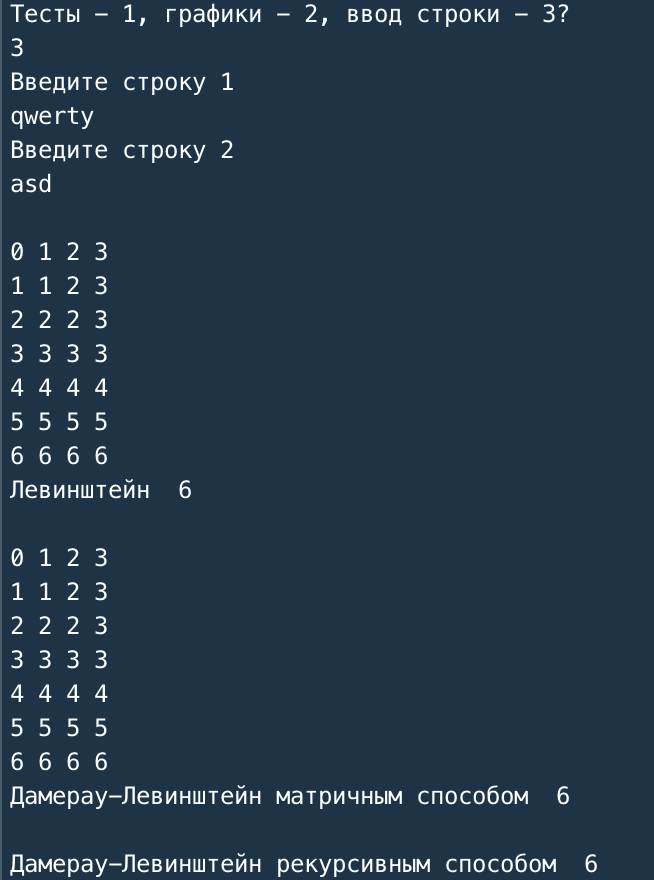 Тесты – 1, графики – 2, ввод строки – 3?
3
Введите строку 1
qwerty
Введите строку 2
asd
0 1 2 3
1 1 2 3
2 2 2 3
3 3 3 3
4 4 4 4
5 5 5 5
6 6 6 6
Левинштейн  6
0 1 2 3
1 1 2 3
2 2 2 3
3 3 3 3
4 4 4 4
5 5 5 5
6 6 6 6
Дамерау–Левинштейн матричным способом  6
Дамерау–Левинштейн рекурсивным способом  6